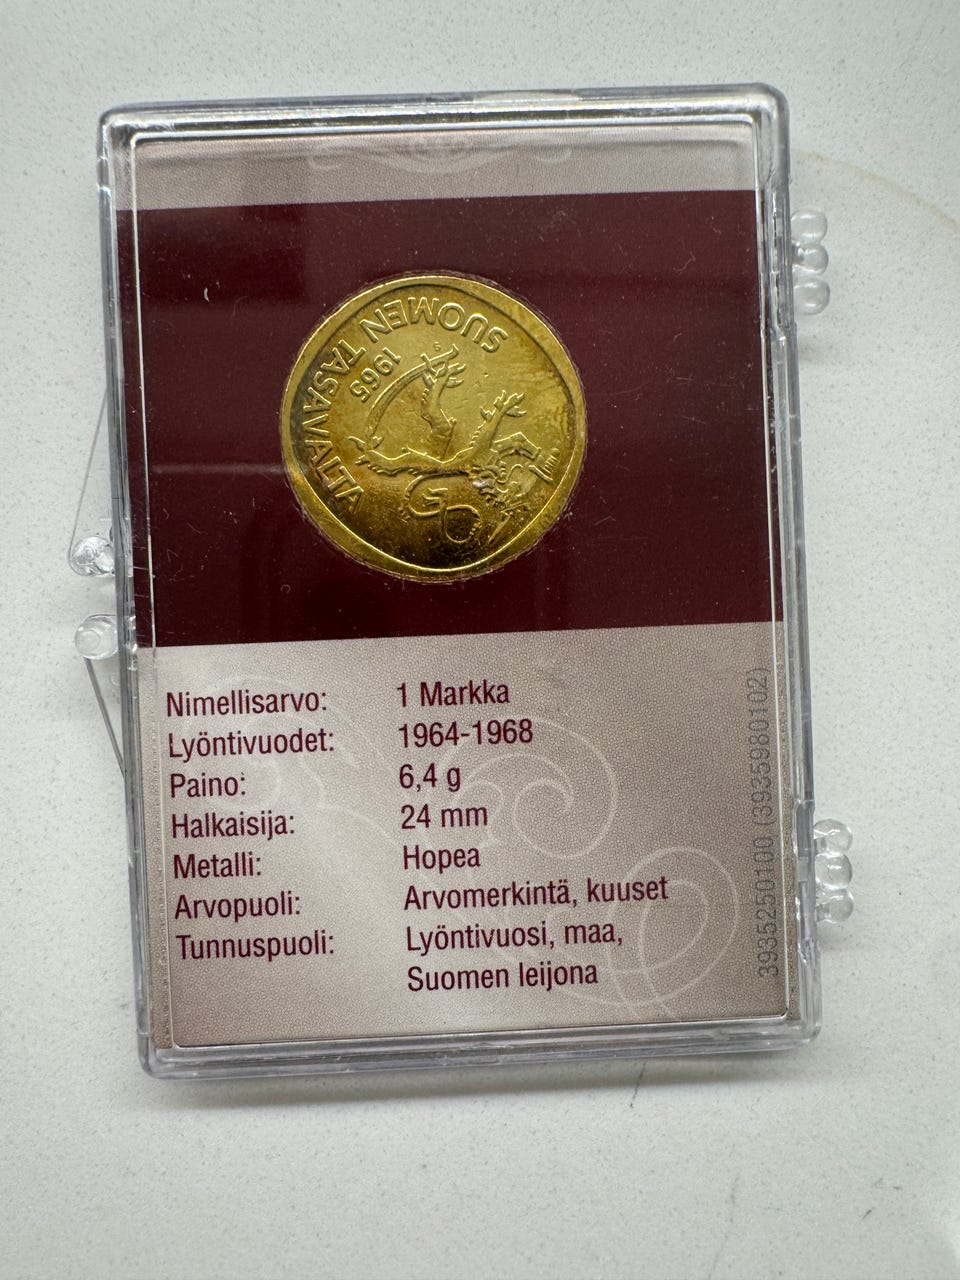 SUOMEN TASAVALTA
1965
S
Nimellisarvo: 1 Markka
Lyöntivuodet: 1964-1968
Paino: 6,4 g
Halkaisija: 24 mm
Metalli: Hopea
Arvopuoli: Arvomerkintä, kuuset
Tunnuspuoli: Lyöntivuosi, maa,
Suomen leijona
3935250100 (3935980102)